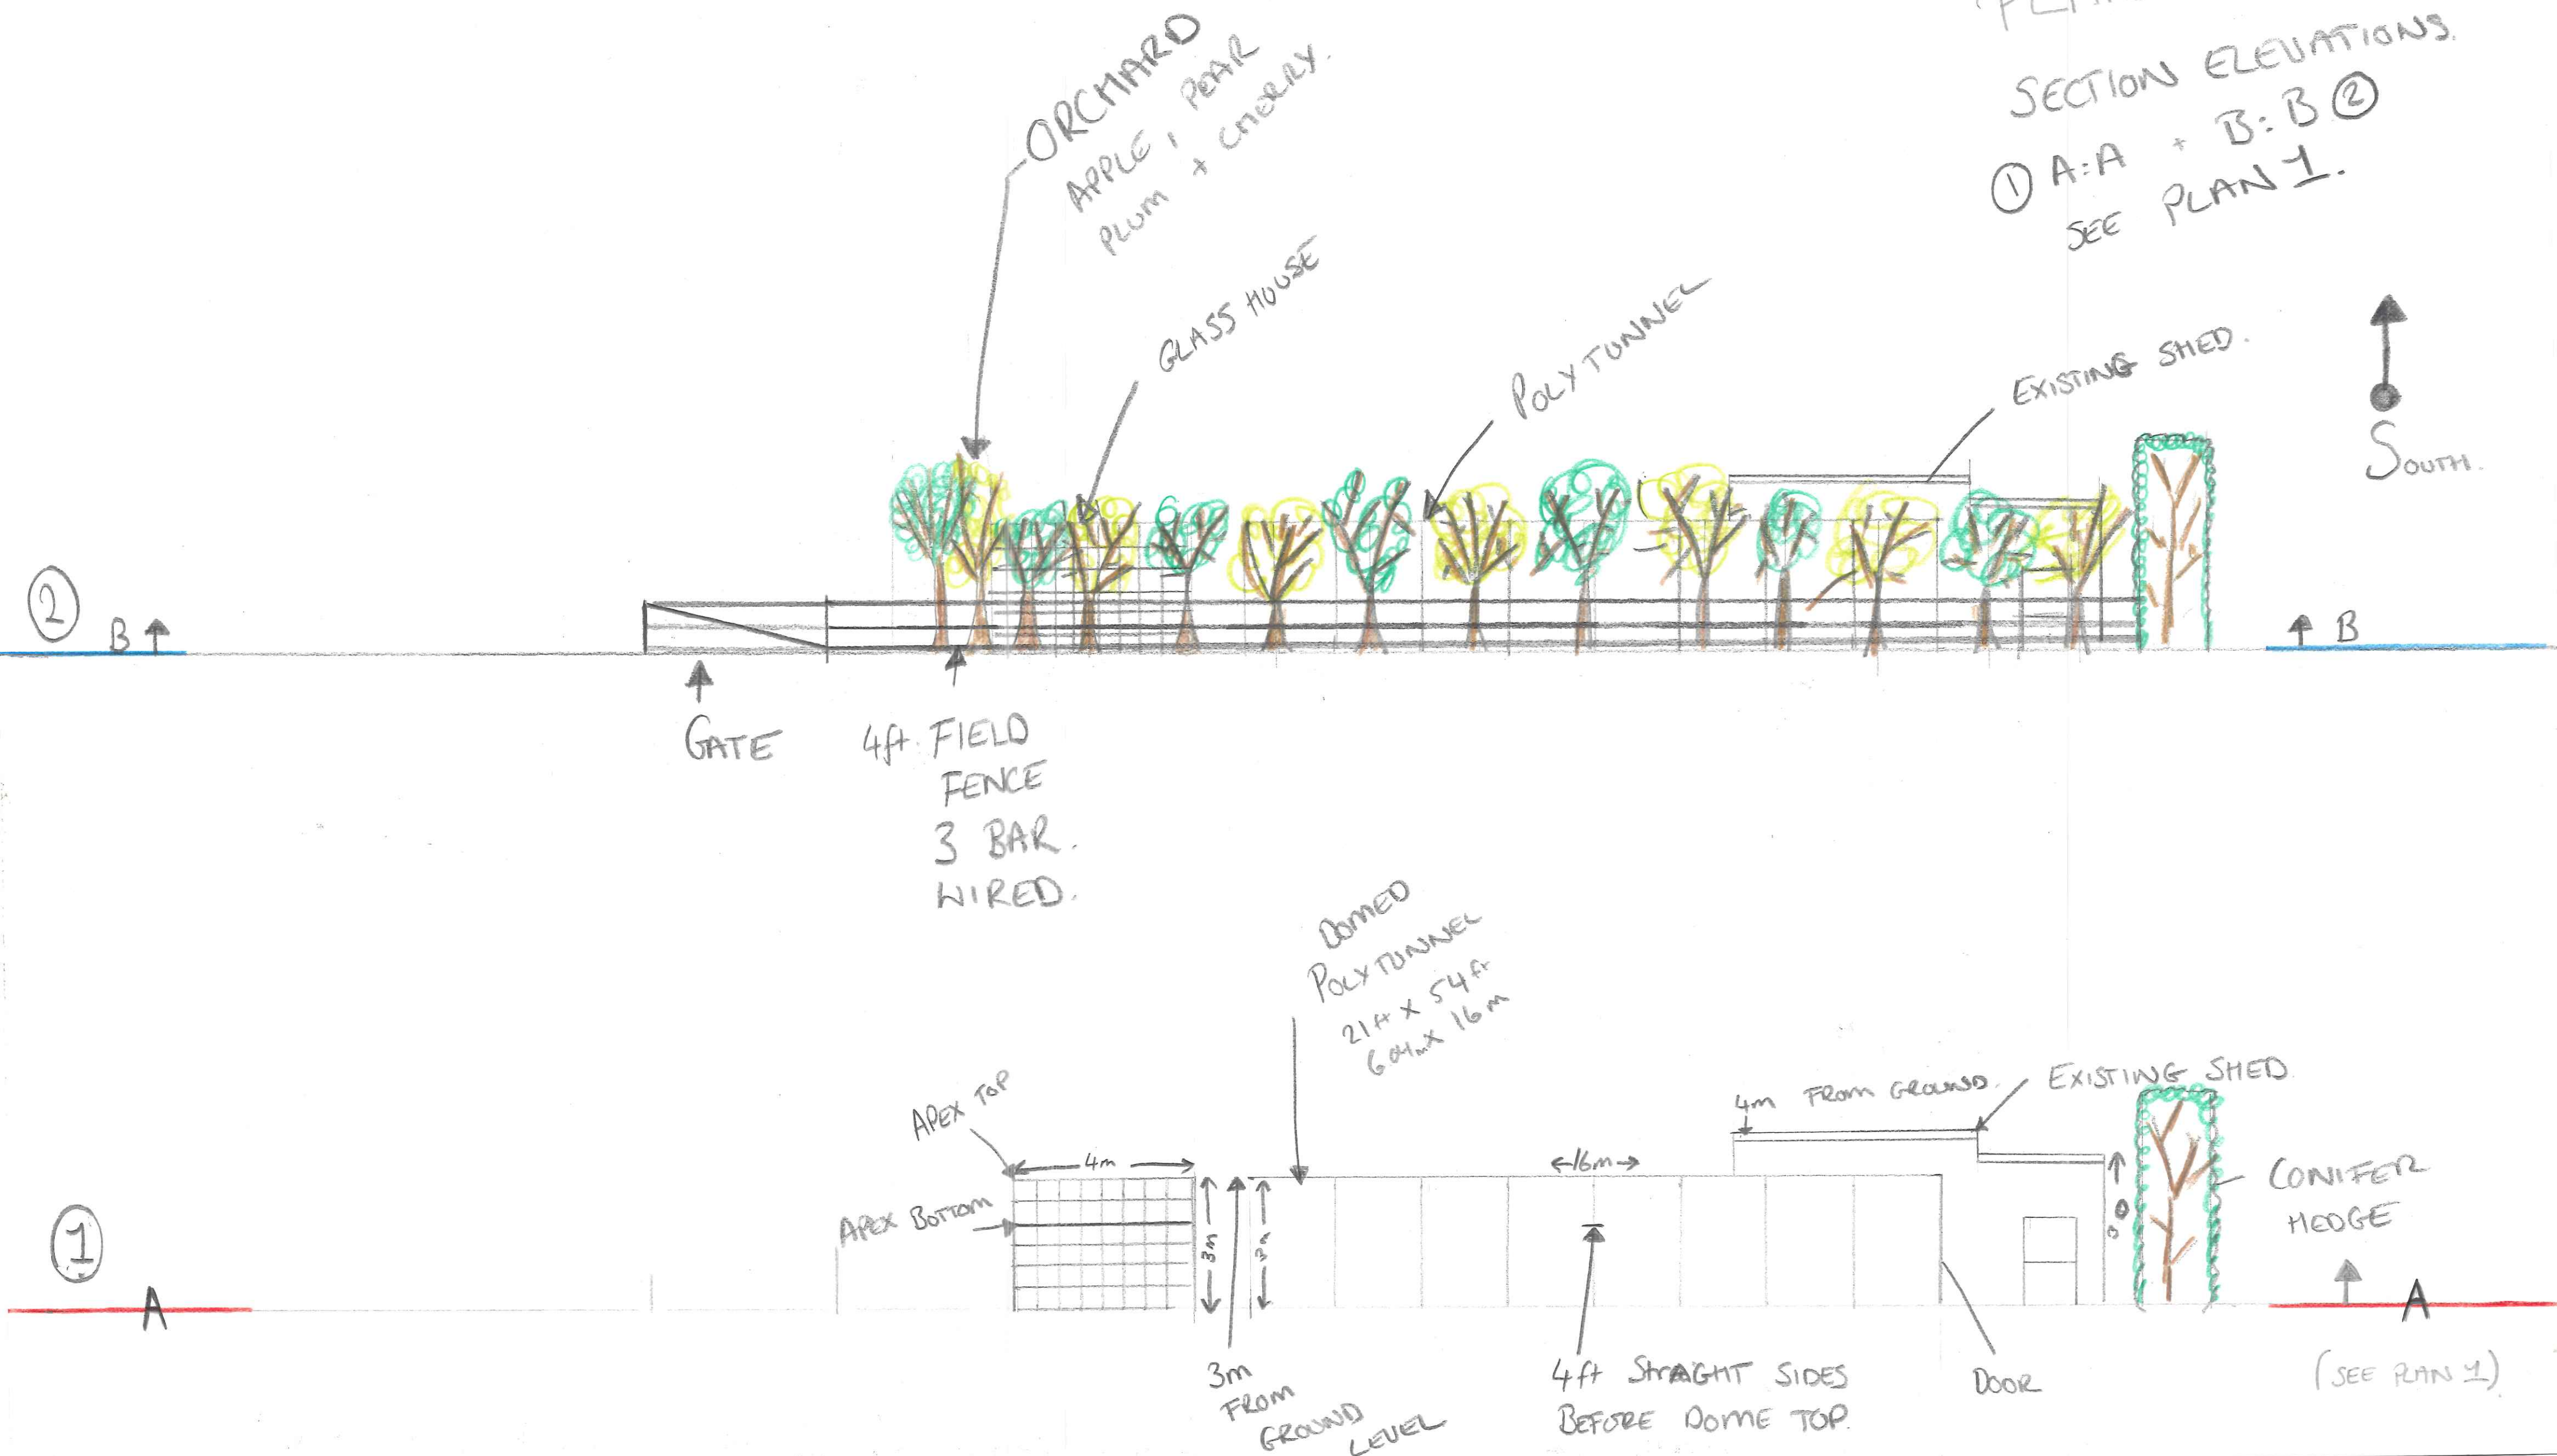 SECTION ELEVATIONS.
① A:A + B:B ②
SEE PLAN 1.
ORCHARD
APPLE, PEAR
PLUM + CHERRY.
GLASS HOUSE
POLYTUNNEL
EXISTING SHED.
SOUTH.
②
B
B
GATE
4ft FIELD
FENCE
3 BAR.
WIRED.
DOMED
POLYTUNNEL
21ft X 54ft
16m
APEX TOP
4m
APEX BOTTOM
3m
3m
16m
4m FROM GROUND.
EXISTING SHED.
CONIFER
HEDGE
①
A
A
3m
FROM
GROUND
LEVEL
4ft STRAIGHT SIDES
BEFORE DOME TOP.
DOOR
(SEE PLAN 1)